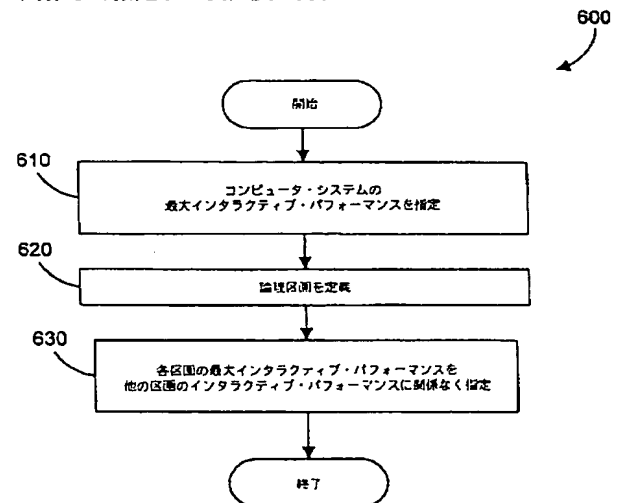 600
開始
610
コンピュータ・システムの
最大インタラクティブ・パフォーマンスを指定
620
論理区画を定義
630
各区画の最大インタラクティブ・パフォーマンスを
他の区画のインタラクティブ・パフォーマンスに関係なく指定
終了